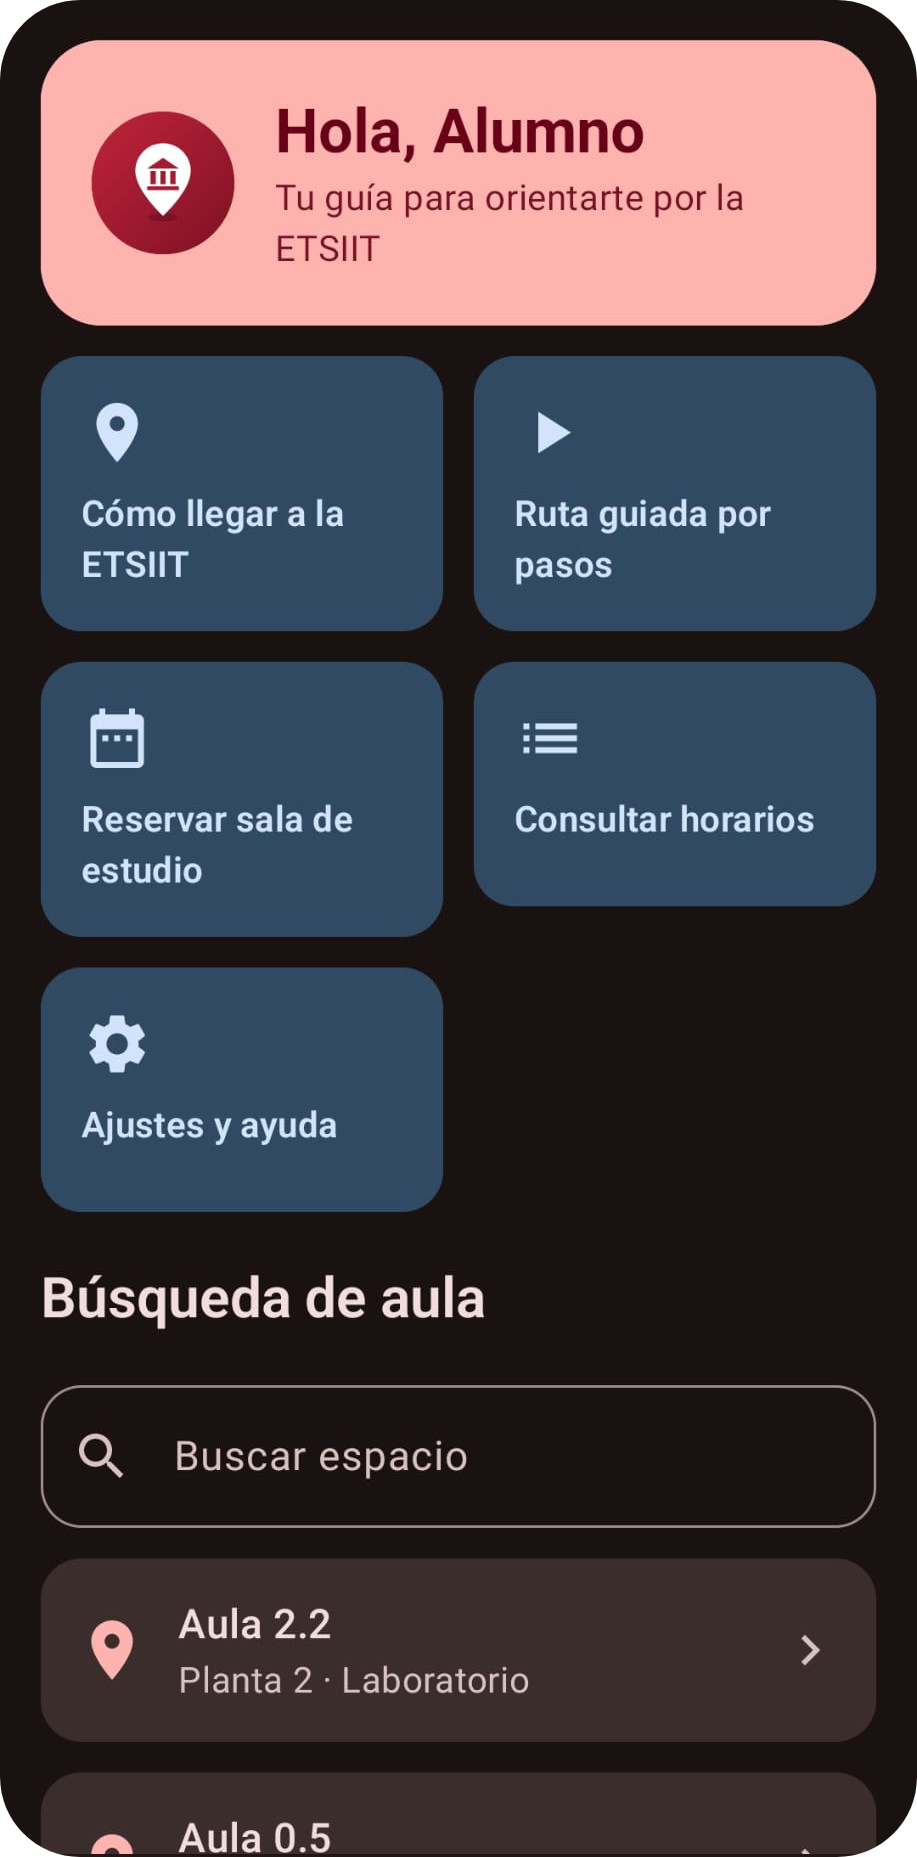 Hola, Alumno
Tu guía para orientarte por la
ETSIIT
Cómo llegar a la
ETSIIT
Ruta guiada por
pasos
Reservar sala de
estudio
Consultar horarios
Ajustes y ayuda
Búsqueda de aula
Buscar espacio
Aula 2.2
Planta 2 · Laboratorio
Aula 0.5